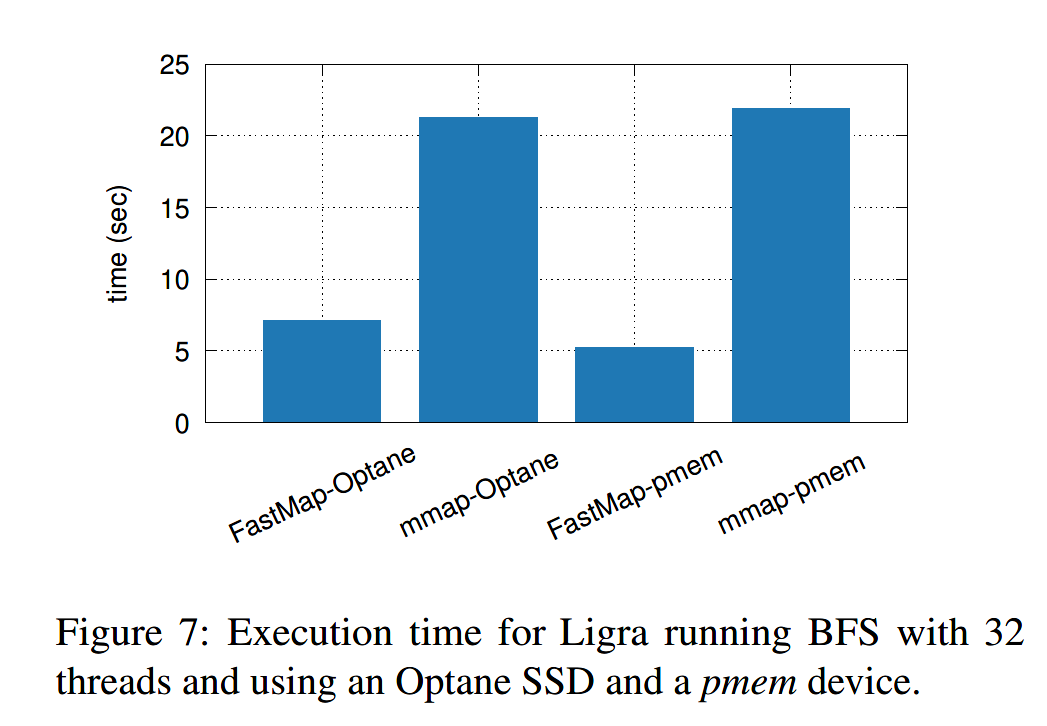 25
20
15
10
5
0
time (sec)
FastMap-Optane
mmap-Optane
FastMap-pmem
mmap-pmem
Figure 7: Execution time for Ligra running BFS with 32
threads and using an Optane SSD and a pmem device.